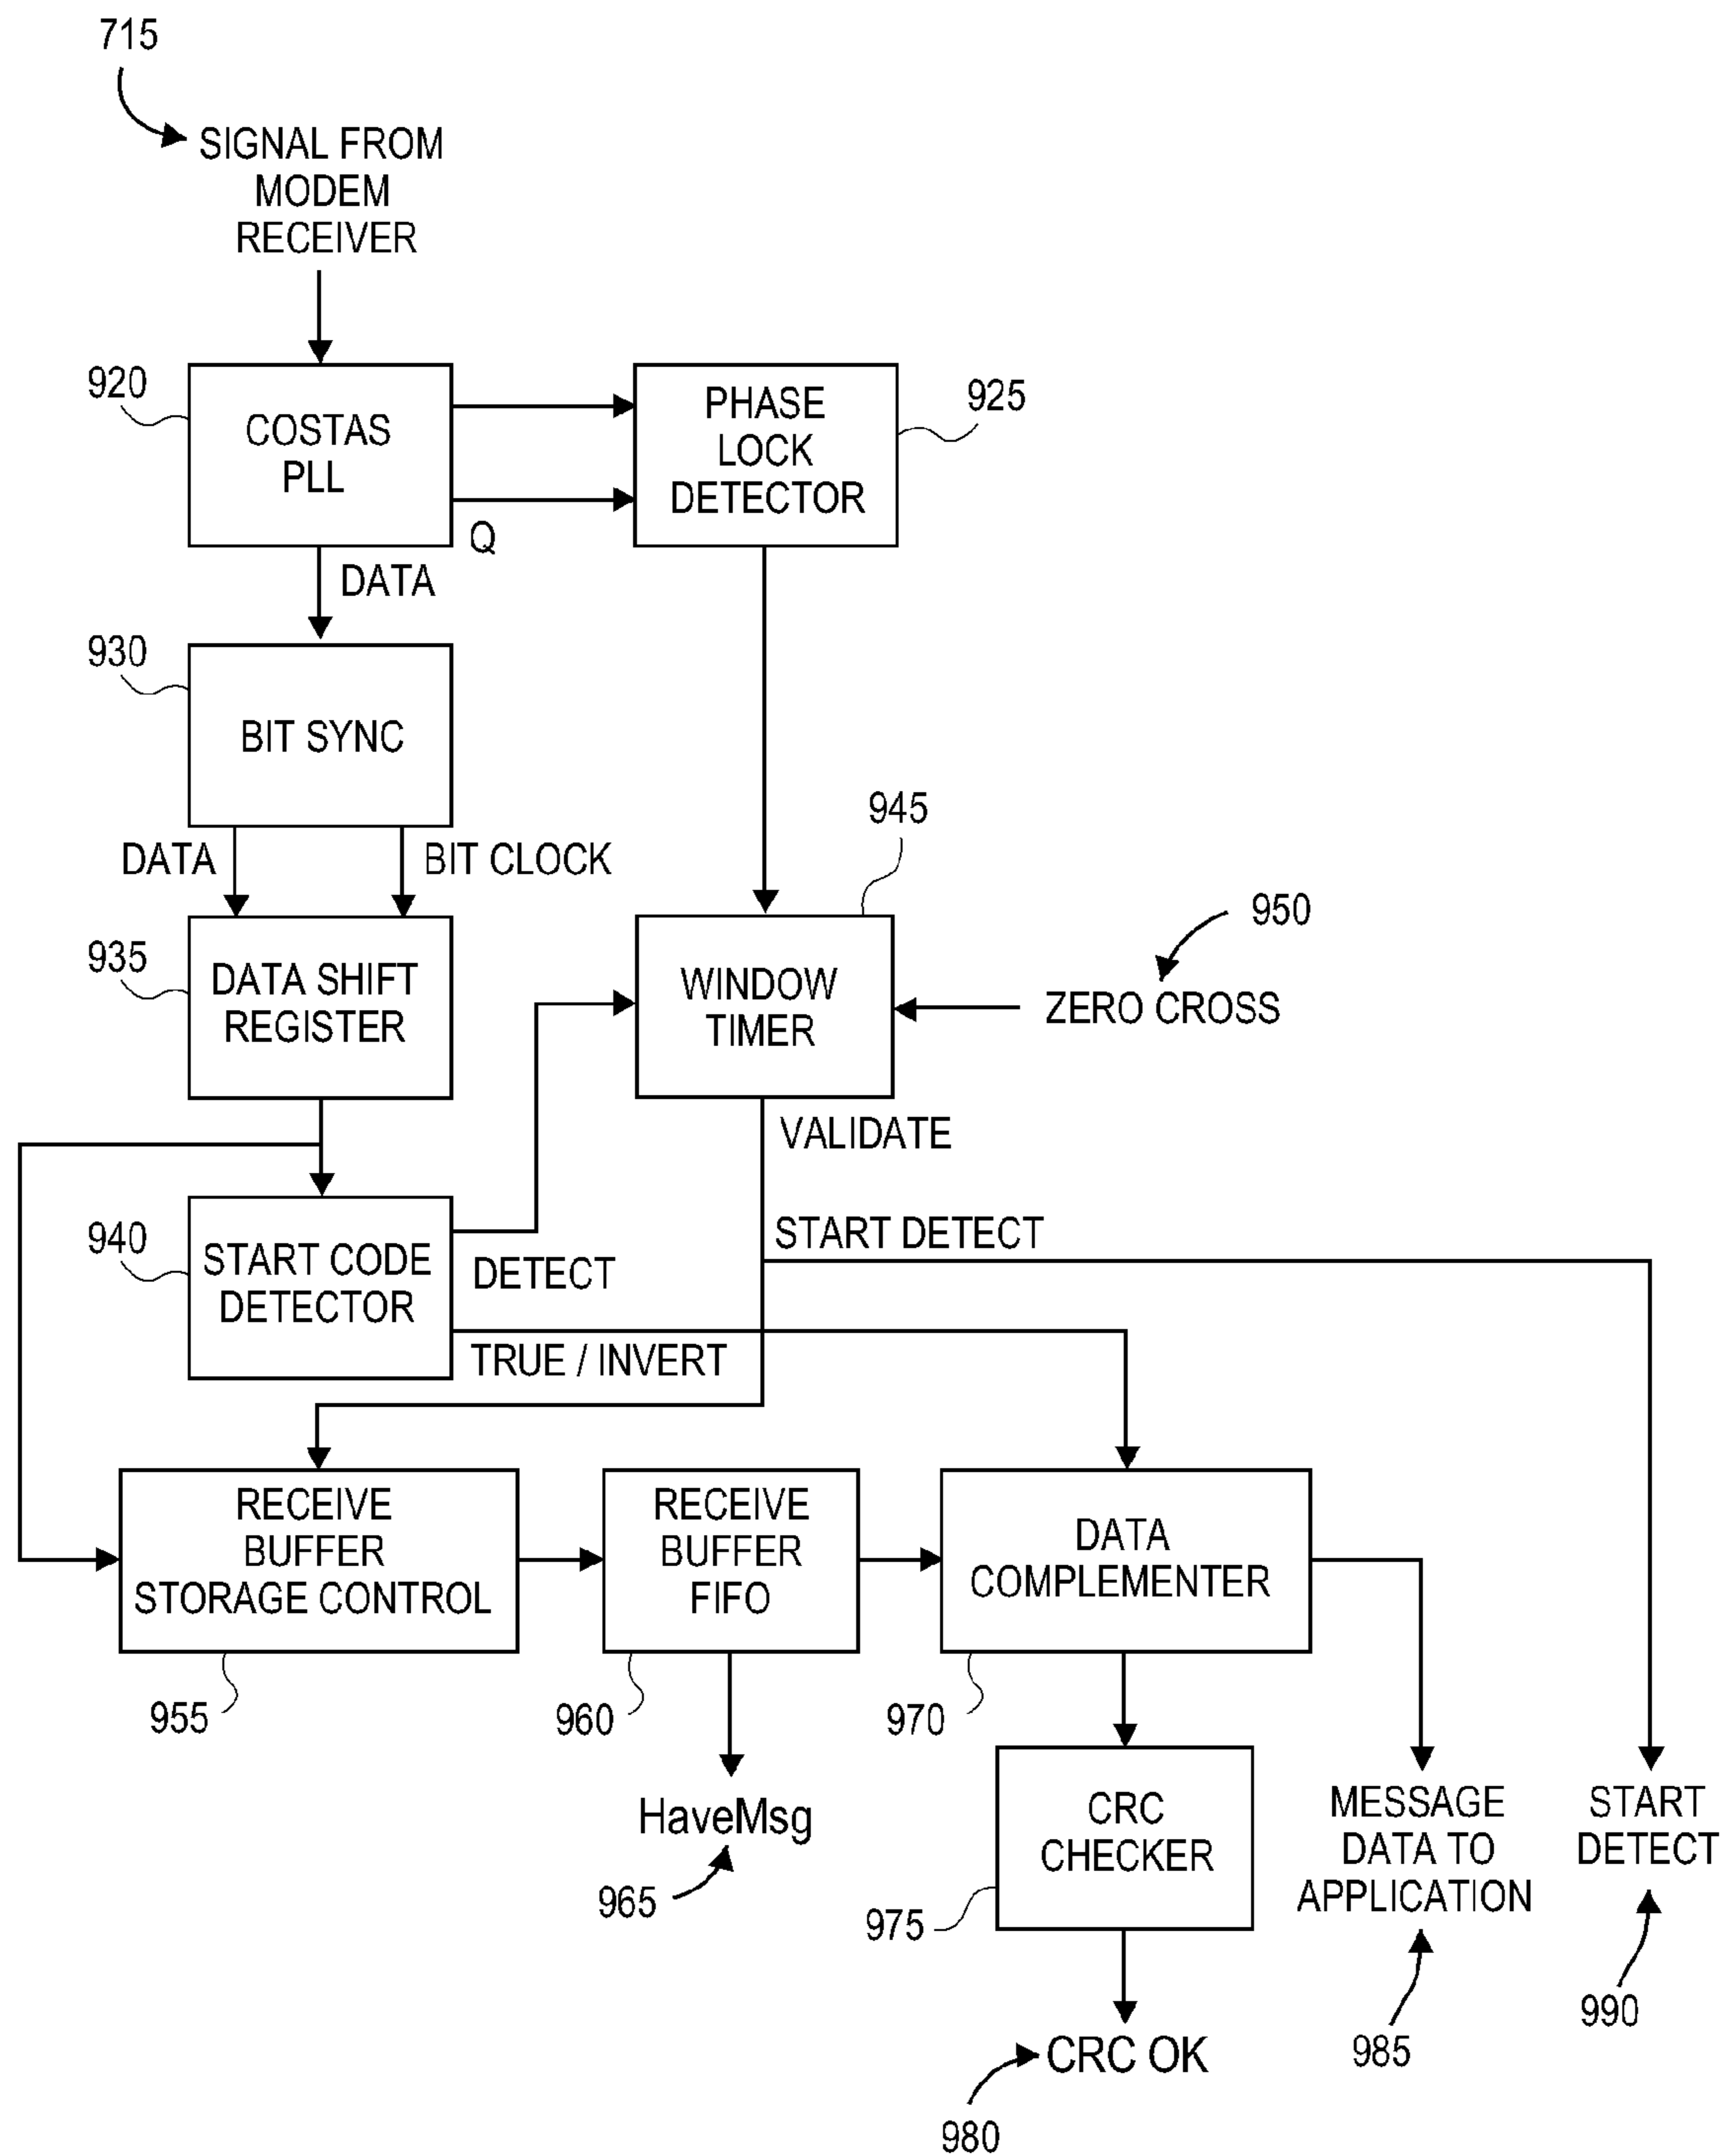 715
SIGNAL FROM
MODEM
RECEIVER
920
COSTAS
PLL
PHASE
LOCK
DETECTOR
925
Q
DATA
930
BIT SYNC
DATA
BIT CLOCK
945
950
935
DATA SHIFT
REGISTER
WINDOW
TIMER
ZERO CROSS
VALIDATE
940
START CODE
DETECTOR
DETECT
START DETECT
TRUE / INVERT
RECEIVE
BUFFER
STORAGE CONTROL
RECEIVE
BUFFER
FIFO
DATA
COMPLEMENTER
955
960
970
HaveMsg
965
CRC
CHECKER
975
MESSAGE
DATA TO
APPLICATION
START
DETECT
990
985
CRC OK
980